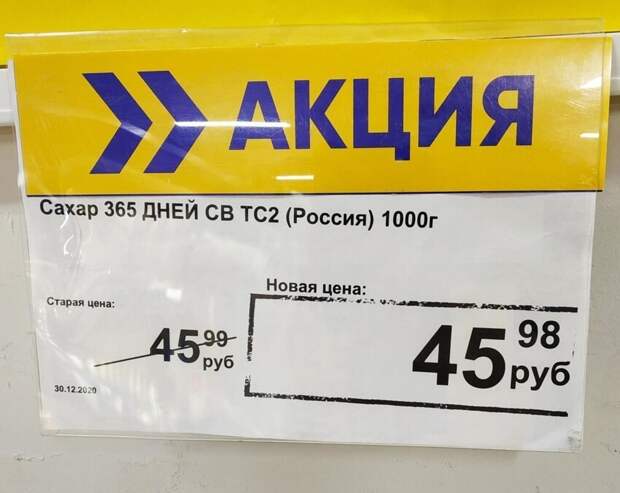 АКЦИЯ
Сахар 365 ДНЕЙ СВ ТС2 (Россия) 1000г
Новая цена:
Старая цена:
45 99 руб
45 98 руб
30.12.2020